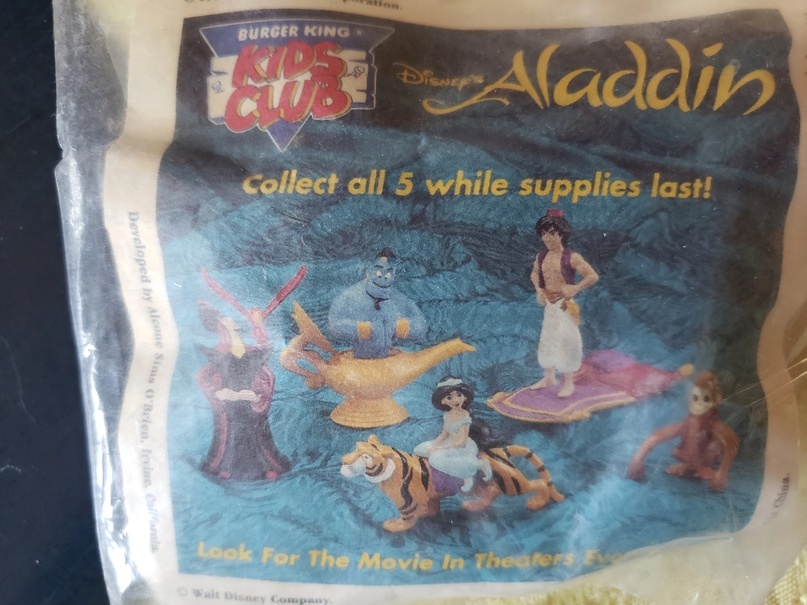 BURGER KING
KIDS
CLUB
Disney's Aladdin
Collect all 5 while supplies last!
Developed by Alcone Sims O'Brien, Irvine, California
Look For The Movie In Theaters
China.
© Walt Disney Company.